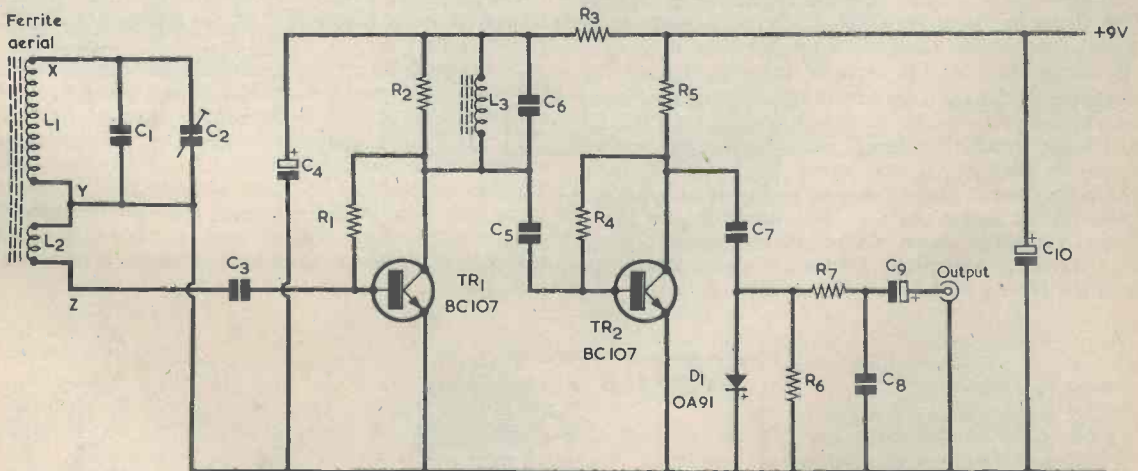 Ferrite
aerial
X
L1
C1
C2
Y
L2
Z
C3
C4
R1
R2
L3
C6
R3
R5
+9V
C5
R4
C7
TR1
BC107
TR2
BC107
R7
C9
+
Output
C10
+
D1
OA91
+
R6
C8
+